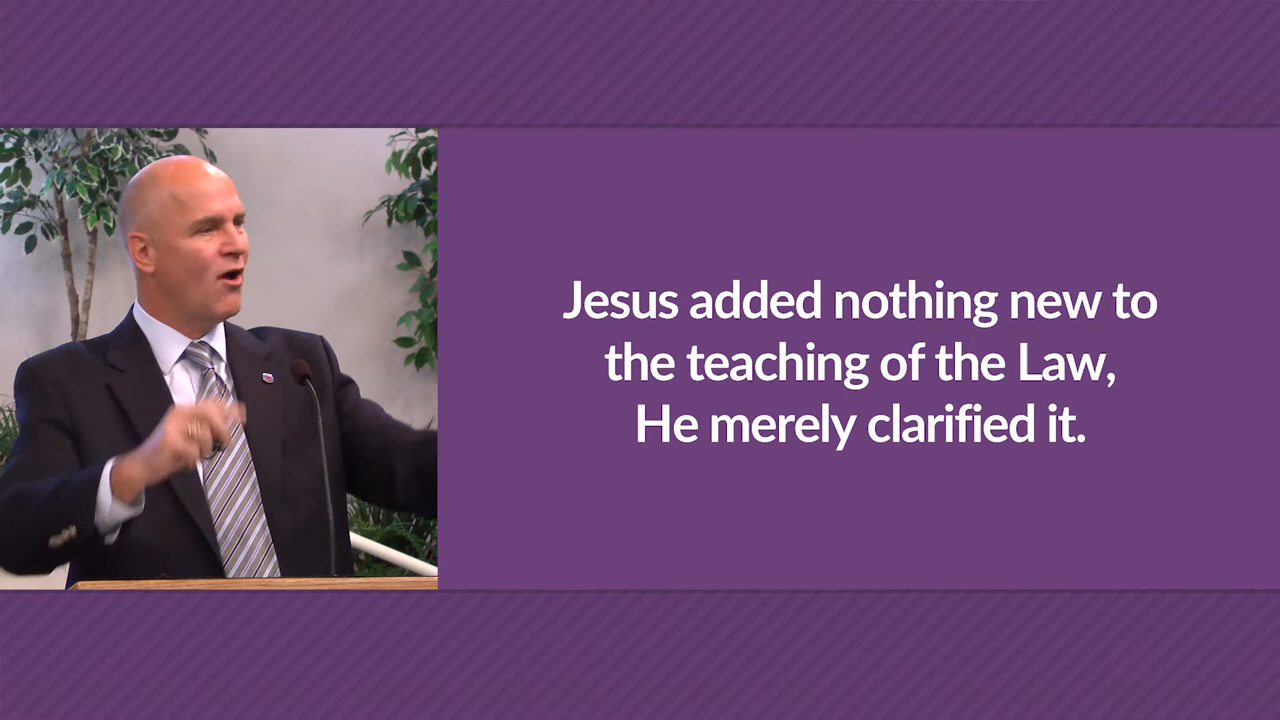 Jesus added nothing new to
the teaching of the Law,
He merely clarified it.